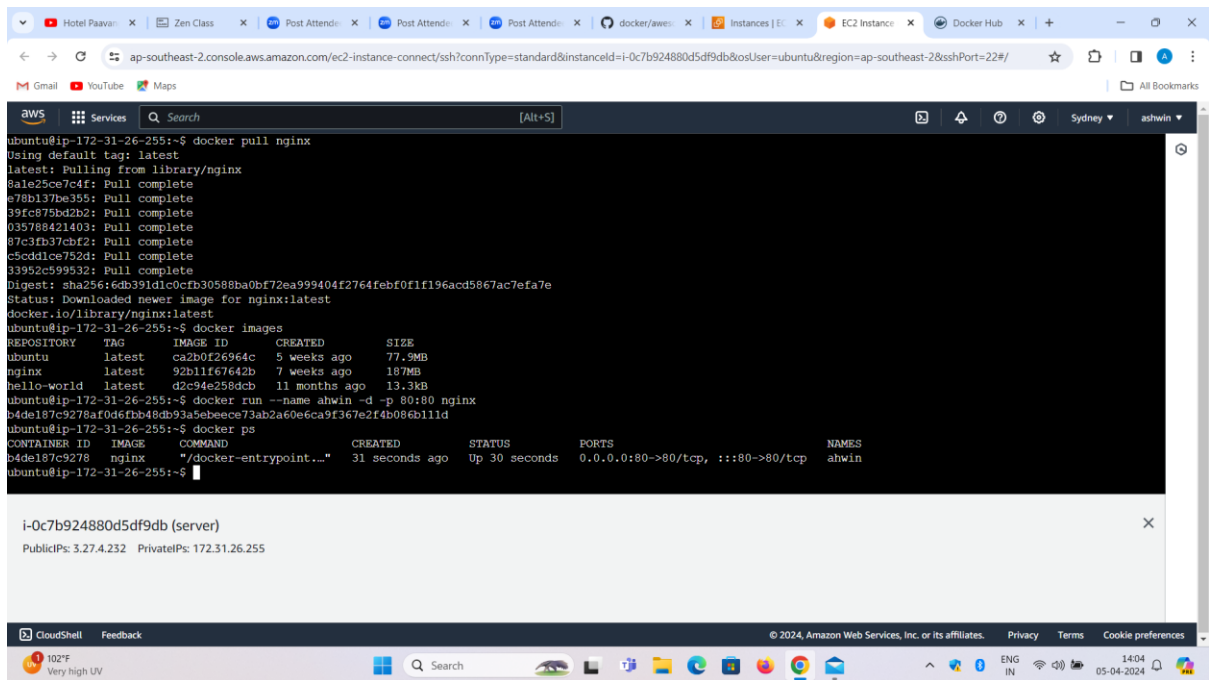 Hotel Paavan
Zen Class
Post Attende
Post Attende
Post Attende
docker/awes
Instances | EC
EC2 Instance
Docker Hub
ap-southeast-2.console.aws.amazon.com/ec2-instance-connect/ssh?connType=standard&instanceId=i-0c7b924880d5df9db&osUser=ubuntu&region=ap-southeast-2&sshPort=22#/
A
Gmail YouTube Maps All Bookmarks
aws Services Search [Alt+S] Sydney ashwin
ubuntu@ip-172-31-26-255:~$ docker pull nginx
Using default tag: latest
latest: Pulling from library/nginx
8a1e25ce7c4f: Pull complete
e78b137be355: Pull complete
39fc875bd2b2: Pull complete
035788421403: Pull complete
87c3fb37cbf2: Pull complete
c5cdd1ce752d: Pull complete
33952c599532: Pull complete
Digest: sha256:6db391d1c0cfb30588ba0bf72ea999404f2764febf0f1f196acd5867ac7efa7e
Status: Downloaded newer image for nginx:latest
docker.io/library/nginx:latest
ubuntu@ip-172-31-26-255:~$ docker images
REPOSITORY TAG IMAGE ID CREATED SIZE
ubuntu latest ca2b0f26964c 5 weeks ago 77.9MB
nginx latest 92b11f67642b 7 weeks ago 187MB
hello-world latest d2c94e258dcb 11 months ago 13.3kB
ubuntu@ip-172-31-26-255:~$ docker run --name ahwin -d -p 80:80 nginx
b4de187c9278af0d6fbb48db93a5ebeece73ab2a60e6ca9f367e2f4b086b111d
ubuntu@ip-172-31-26-255:~$ docker ps
CONTAINER ID IMAGE COMMAND CREATED STATUS PORTS NAMES
b4de187c9278 nginx "/docker-entrypoint.…" 31 seconds ago Up 30 seconds 0.0.0.0:80->80/tcp, :::80->80/tcp ahwin
ubuntu@ip-172-31-26-255:~$
i-0c7b924880d5df9db (server)
PublicIPs: 3.27.4.232 PrivateIPs: 172.31.26.255
CloudShell Feedback © 2024, Amazon Web Services, Inc. or its affiliates. Privacy Terms Cookie preferences
1
102°F
Very high UV
Search
ENG
IN
14:04
05-04-2024
PRE